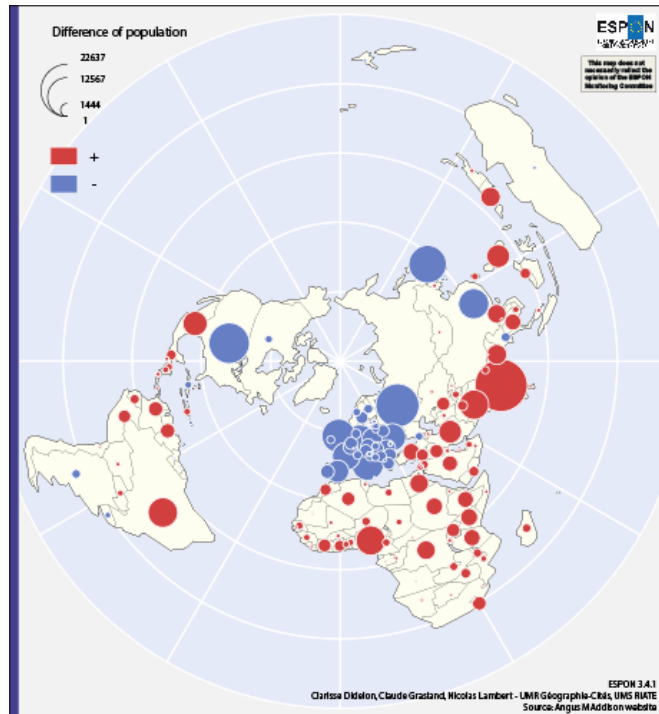 Difference of population
22637
12567
1444
1
+
-
ESPON
This map does not
necessarily reflect the
opinion of the ESPON
Monitoring Committee
ESPON 3.4.1
Clarisse Didelon, Claude Grasland, Nicolas Lambert - UMR Géographie-Cités, UMS RIATE
Source: Angus MAddison website